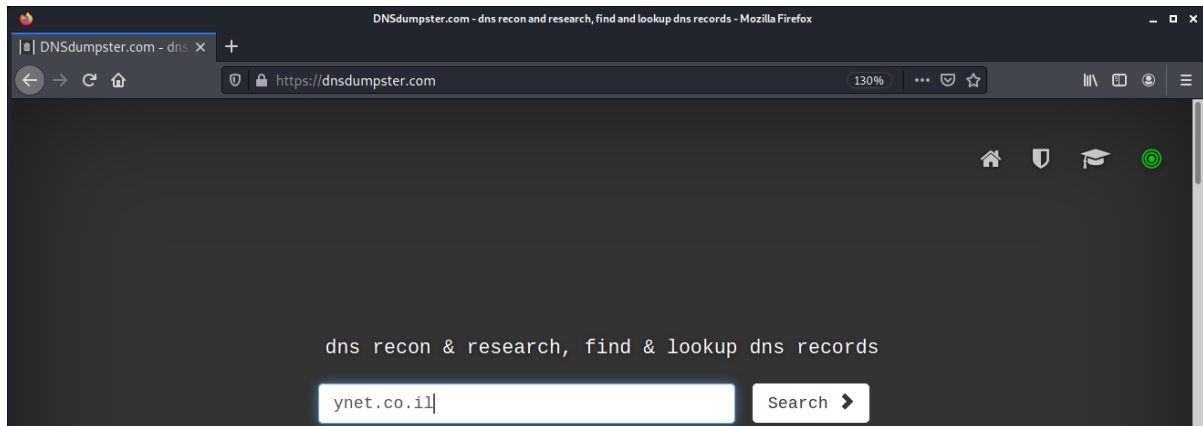 DNSdumpster.com - dns recon and research, find and lookup dns records - Mozilla Firefox
DNSdumpster.com - dns
https://dnsdumpster.com
130%
dns recon & research, find & lookup dns records
ynet.co.il
Search